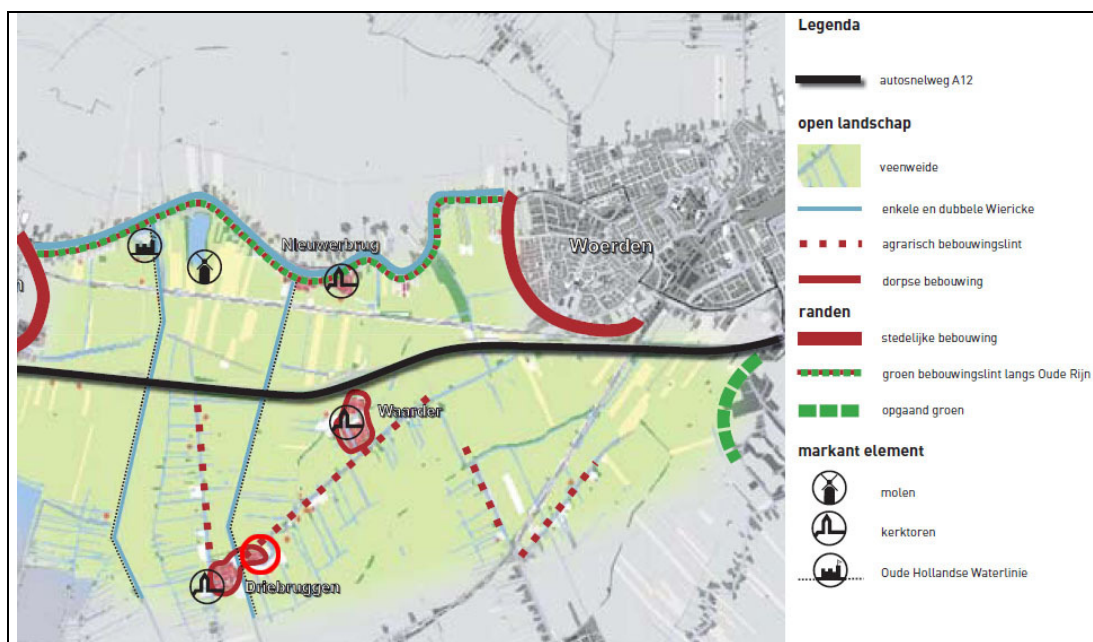 Nieuwerbrug
Woerden
Waarder
Driebruggen
n
Legenda
autosnelweg A12
open landschap
veenweide
enkele en dubbele Wiericke
agrarisch bebouwingslint
dorpse bebouwing
randen
stedelijke bebouwing
groen bebouwingslint langs Oude Rijn
opgaand groen
markant element
molen
kerktoren
Oude Hollandse Waterlinie